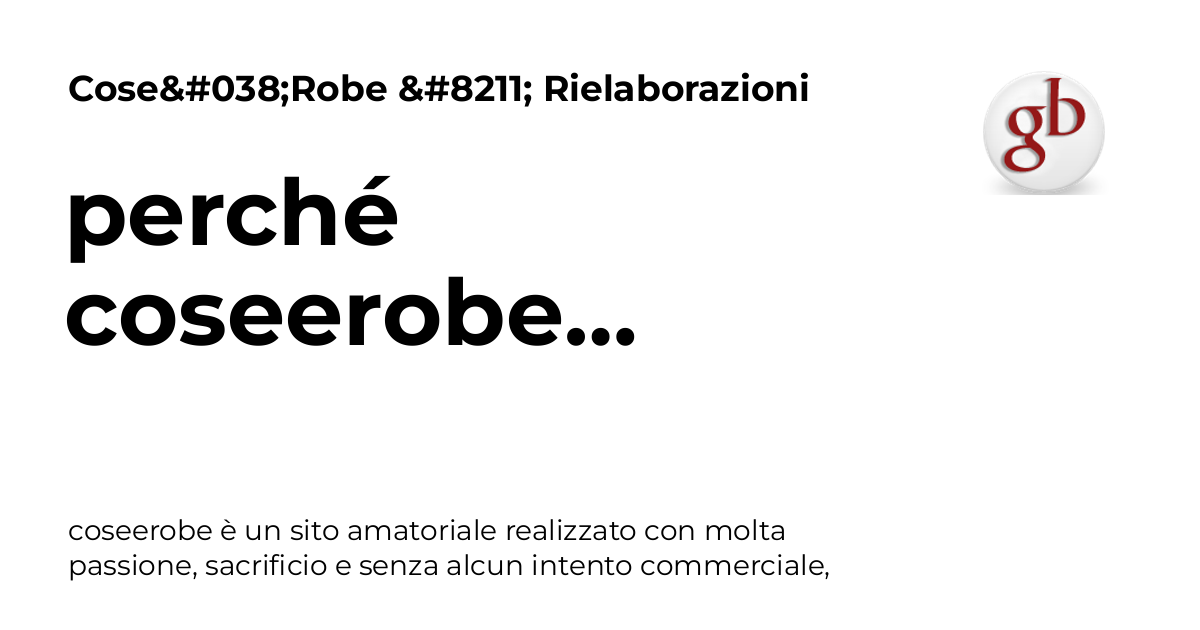 Cose&#038;Robe &#8211; Rielaborazioni
gb
perché
coseerobe...
coseerobe è un sito amatoriale realizzato con molta
passione, sacrificio e senza alcun intento commerciale,